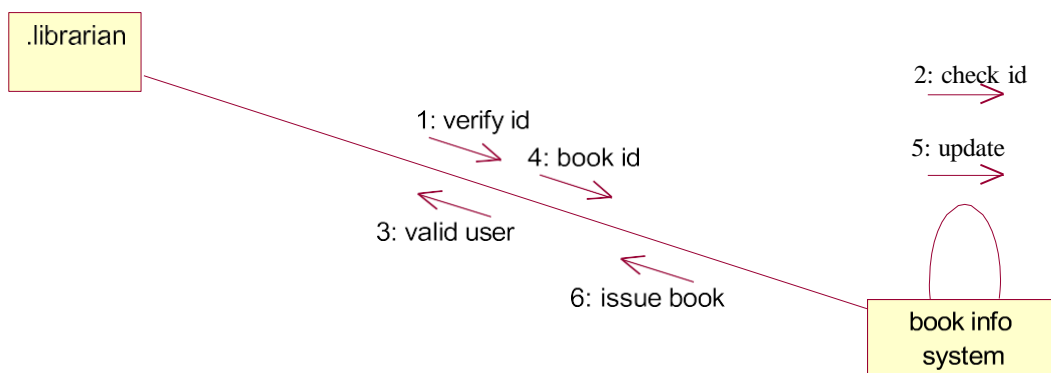 .librarian
2: check id
1: verify id
5: update
4: book id
3: valid user
6: issue book
book info
system